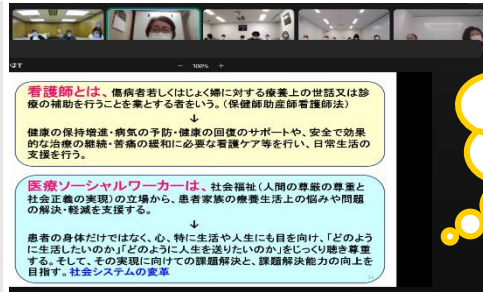 います
100%
看護師とは、傷病者若しくはじょく婦に対する療養上の世話又は診
療の補助を行うことを業とする者をいう。(保健師助産師看護師法)
↓
健康の保持増進・病気の予防・健康の回復のサポートや、安全で効果
的な治療の継続・苦痛の緩和に必要な看護ケア等を行い、日常生活の
支援を行う。
医療ソーシャルワーカーは、社会福祉(人間の尊厳の尊重と
社会正義の実現)の立場から、患者家族の療養生活上の悩みや問題
の解決・軽減を支援する。
↓
患者の身体だけではなく、心、特に生活や人生にも目を向け、「どのよう
に生活したいのか」「どのように人生を送りたいのか」をじっくり聴き尊重
する。そして、その実現に向けての課題解決と、課題解決能力の向上を
目指す。社会システムの変革